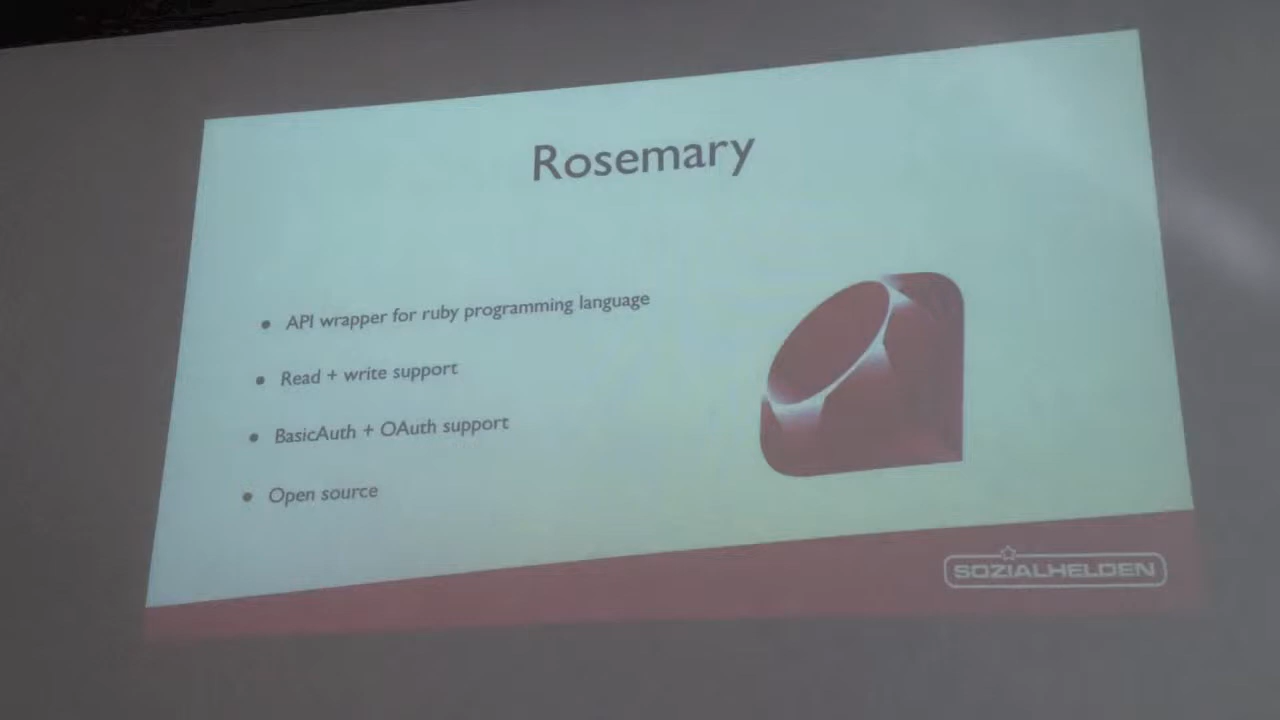 Rosemary
API wrapper for ruby programming language
Read + write support
BasicAuth + OAuth support
Open source
SOZIALHELDEN